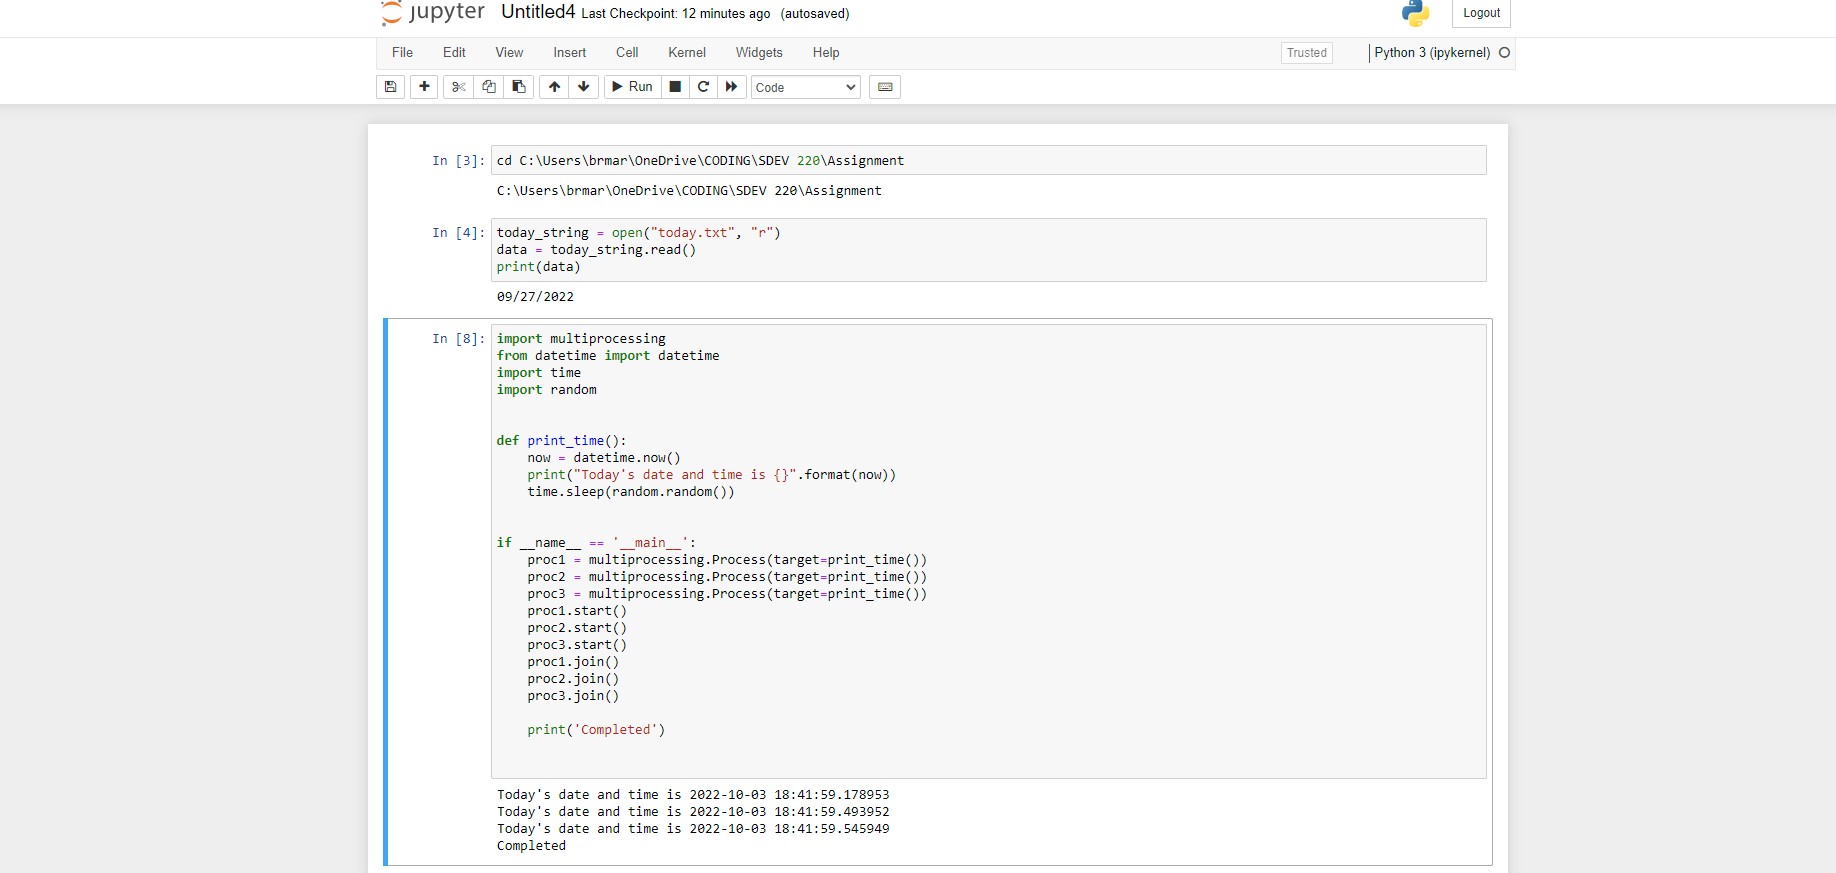 jupyter Untitled4 Last Checkpoint: 12 minutes ago (autosaved) Logout
File Edit View Insert Cell Kernel Widgets Help Trusted Python 3 (ipykernel)
Run Code
In [3]: cd C:\Users\brmar\OneDrive\CODING\SDEV 220\Assignment
C:\Users\brmar\OneDrive\CODING\SDEV 220\Assignment
In [4]: today_string = open("today.txt", "r")
data = today_string.read()
print(data)
09/27/2022
In [8]: import multiprocessing
from datetime import datetime
import time
import random
def print_time():
    now = datetime.now()
    print("Today's date and time is {}".format(now))
    time.sleep(random.random())
if __name__ == '__main__':
    proc1 = multiprocessing.Process(target=print_time())
    proc2 = multiprocessing.Process(target=print_time())
    proc3 = multiprocessing.Process(target=print_time())
    proc1.start()
    proc2.start()
    proc3.start()
    proc1.join()
    proc2.join()
    proc3.join()
    print('Completed')
Today's date and time is 2022-10-03 18:41:59.178953
Today's date and time is 2022-10-03 18:41:59.493952
Today's date and time is 2022-10-03 18:41:59.545949
Completed